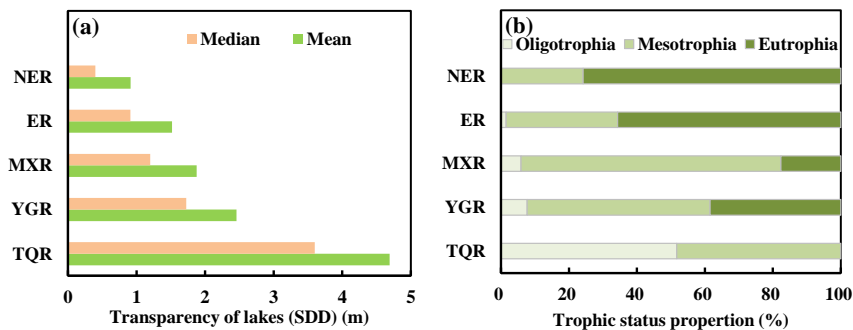 (a)
Median Mean
NER
ER
MXR
YGR
TQR
0 1 2 3 4 5
Transparency of lakes (SDD) (m)
(b)
Oligotrophia Mesotrophia Eutrophia
NER
ER
MXR
YGR
TQR
0 20 40 60 80 100
Trophic status propertion (%)